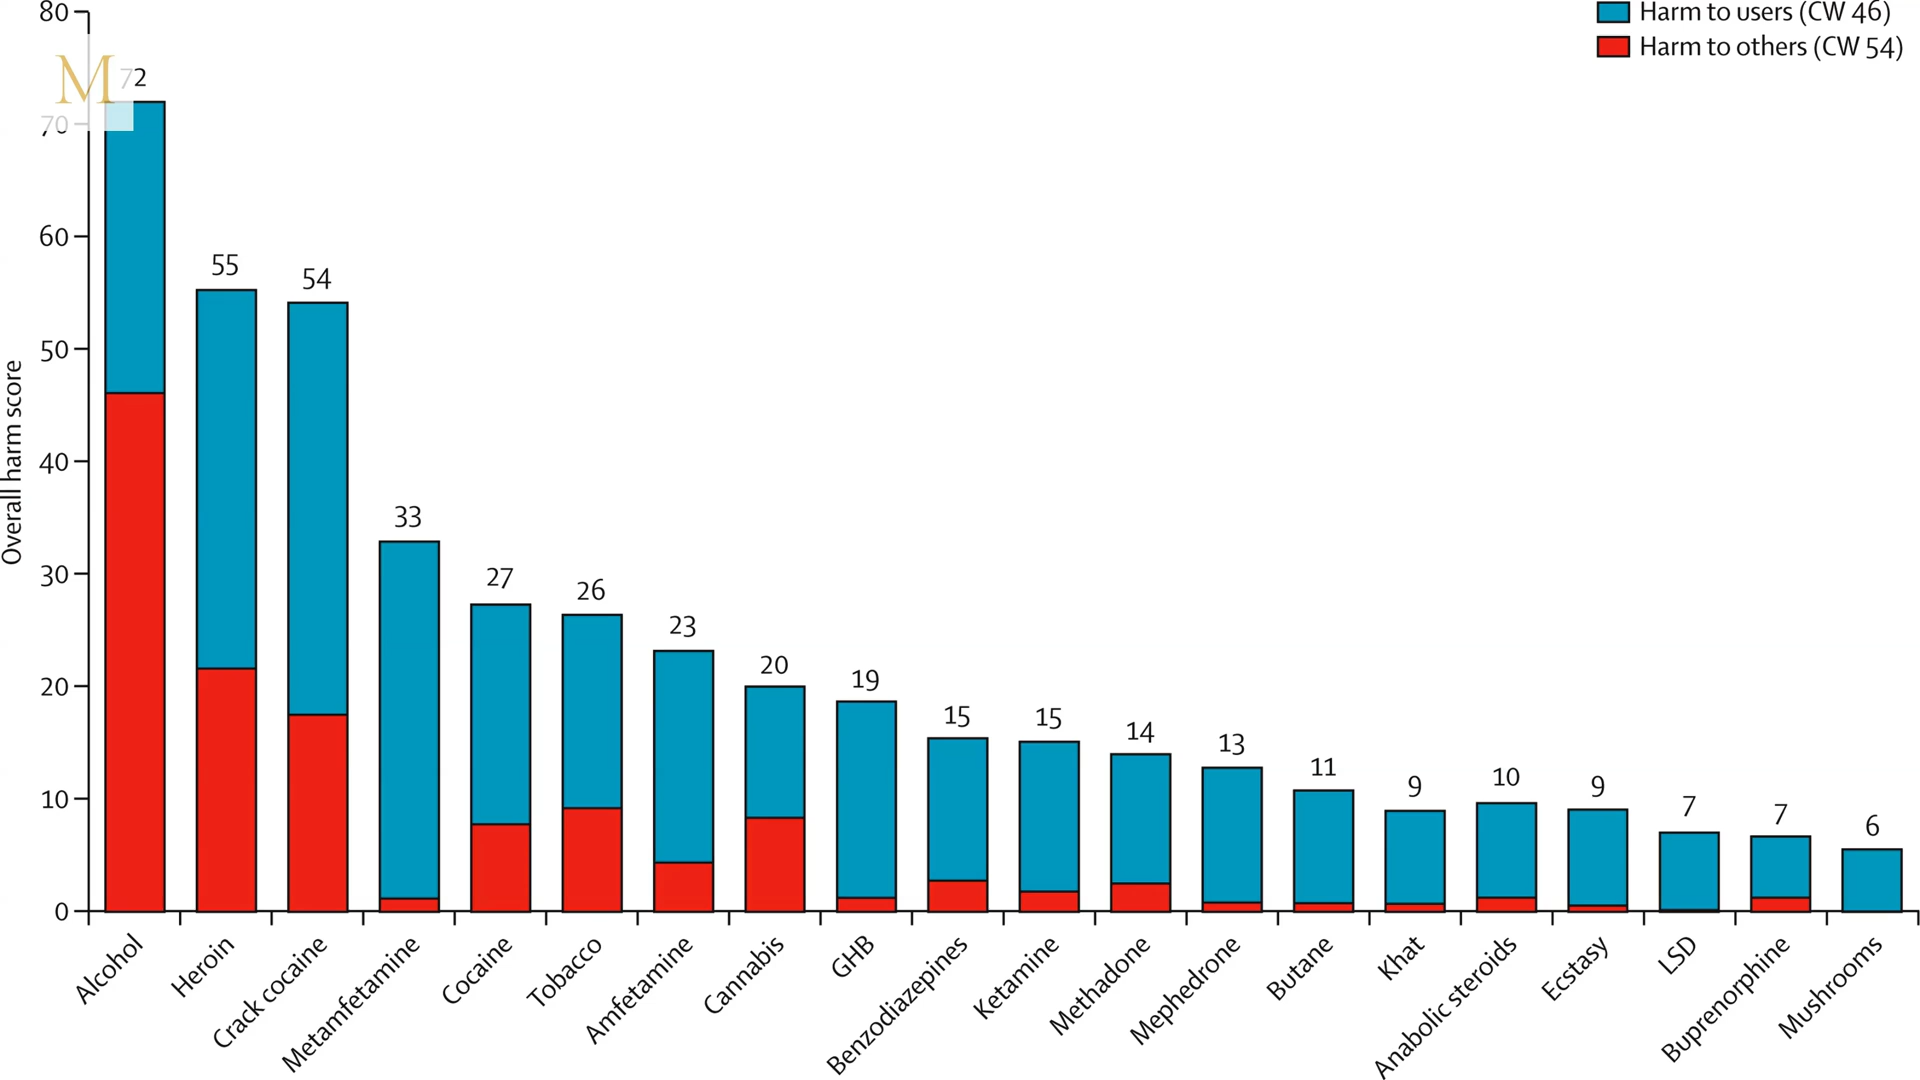 80
70
60
50
40
30
20
10
0
Overall harm score
M
Harm to users (CW 46)
Harm to others (CW 54)
72
55
54
33
27
26
23
20
19
15
15
14
13
11
9
10
9
7
7
6
Alcohol
Heroin
Crack cocaine
Metamfetamine
Cocaine
Tobacco
Amfetamine
Cannabis
GHB
Benzodiazepines
Ketamine
Methadone
Mephedrone
Butane
Khat
Anabolic steroids
Ecstasy
LSD
Buprenorphine
Mushrooms